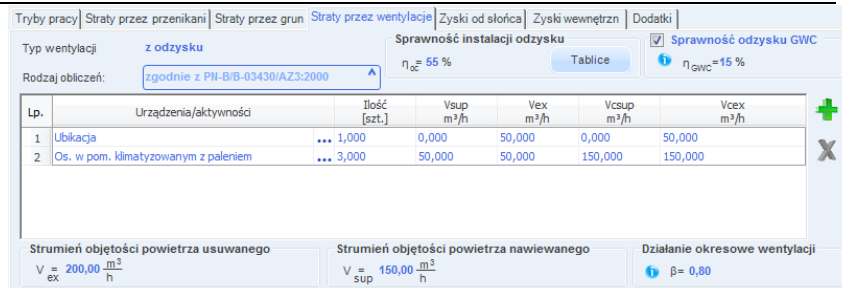 Tryby pracy Straty przez przenikani Straty przez grun Straty przez wentylacje Zyski od słońca Zyski wewnętrzn Dodatki
Typ wentylacji z odzysku
Sprawność instalacji odzysku
ηoc= 55 % Tablice
Sprawność odzysku GWC
ηGWC=15 %
Rodzaj obliczeń: zgodnie z PN-B/B-03430/AZ3:2000
Lp. Urządzenia/aktywności Ilość [szt.] Vsup m³/h Vex m³/h Vcsup m³/h Vcex m³/h
1 Ubikacja ... 1,000 0,000 50,000 0,000 50,000
2 Os. w pom. klimatyzowanym z paleniem ... 3,000 50,000 50,000 150,000 150,000
Strumień objętości powietrza usuwanego
Vex = 200,00 m³/h
Strumień objętości powietrza nawiewanego
Vsup = 150,00 m³/h
Działanie okresowe wentylacji
β= 0,80